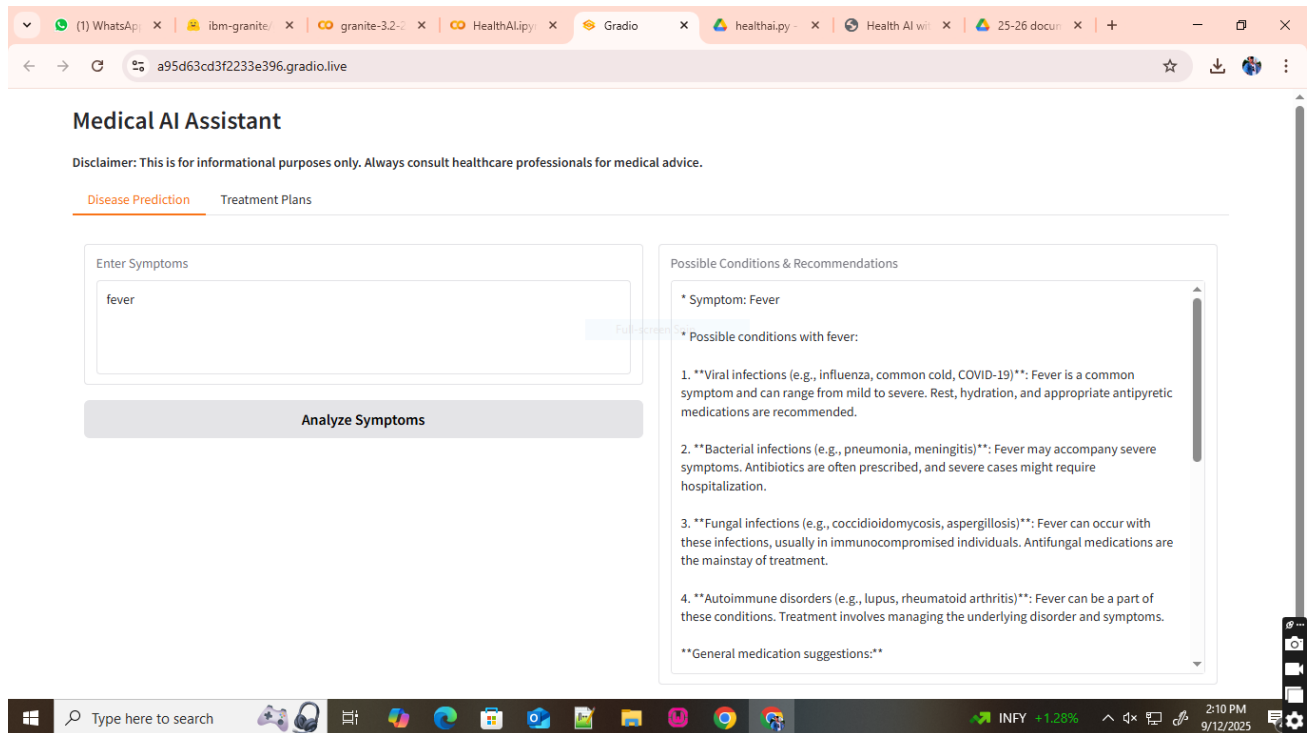 (1) WhatsAp
ibm-granite/
granite-3.2-2
HealthAI.ipy
Gradio
healthai.py -
Health AI wit
25-26 docum
a95d63cd3f2233e396.gradio.live
Medical AI Assistant
Disclaimer: This is for informational purposes only. Always consult healthcare professionals for medical advice.
Disease Prediction
Treatment Plans
Enter Symptoms
fever
Analyze Symptoms
Possible Conditions & Recommendations
* Symptom: Fever
Full-screen
* Possible conditions with fever:
1. **Viral infections (e.g., influenza, common cold, COVID-19)**: Fever is a common
symptom and can range from mild to severe. Rest, hydration, and appropriate antipyretic
medications are recommended.
2. **Bacterial infections (e.g., pneumonia, meningitis)**: Fever may accompany severe
symptoms. Antibiotics are often prescribed, and severe cases might require
hospitalization.
3. **Fungal infections (e.g., coccidioidomycosis, aspergillosis)**: Fever can occur with
these infections, usually in immunocompromised individuals. Antifungal medications are
the mainstay of treatment.
4. **Autoimmune disorders (e.g., lupus, rheumatoid arthritis)**: Fever can be a part of
these conditions. Treatment involves managing the underlying disorder and symptoms.
**General medication suggestions:**
Type here to search
INFY +1.28%
2:10 PM
9/12/2025